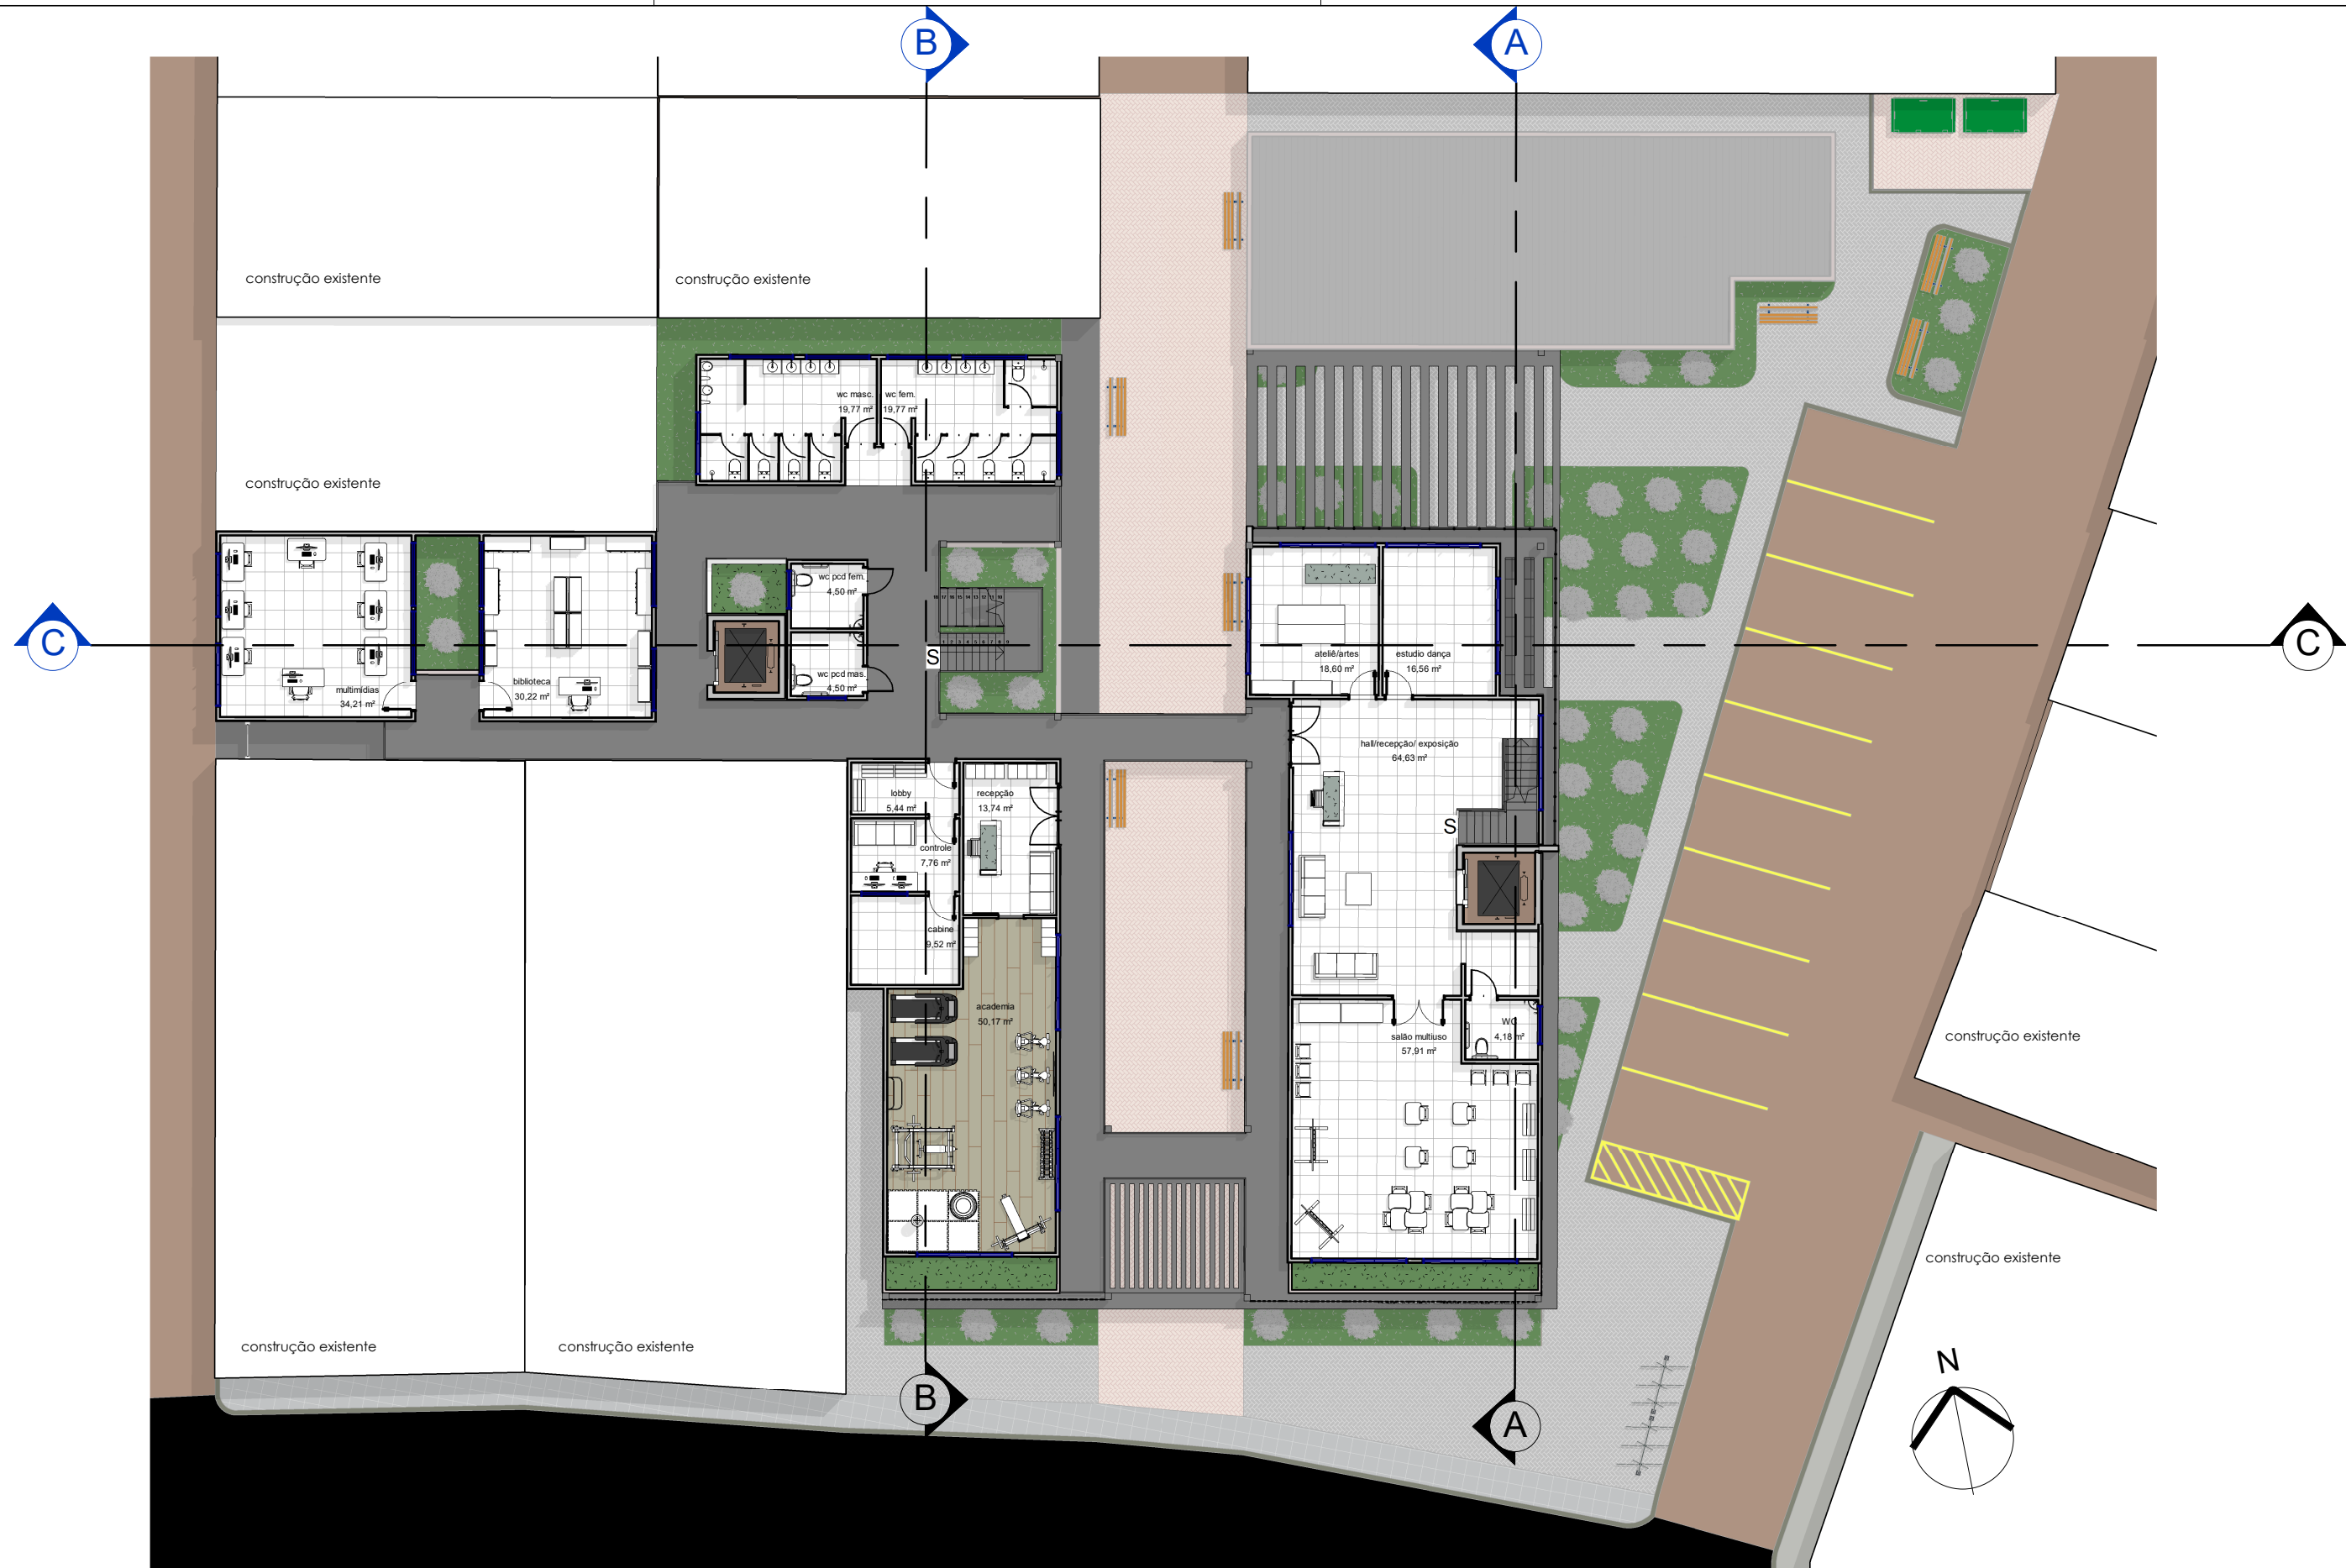 B
A
construção existente
construção existente
construção existente
wc masc.
19,77 m²
wc fem.
19,77 m²
wc pcd fem.
4,50 m²
C
S
C
wc pcd mas.
4,50 m²
multimídias
34,21 m²
biblioteca
30,22 m²
ateliê/artes
18,60 m²
estudio dança
16,56 m²
hall/recepção/ exposição
64,63 m²
lobby
5,44 m²
recepção
13,74 m²
S
controle
7,76 m²
cabine
9,52 m²
academia
50,17 m²
salão multiuso
57,91 m²
WC
4,18 m²
construção existente
construção existente
construção existente
construção existente
N
B
A